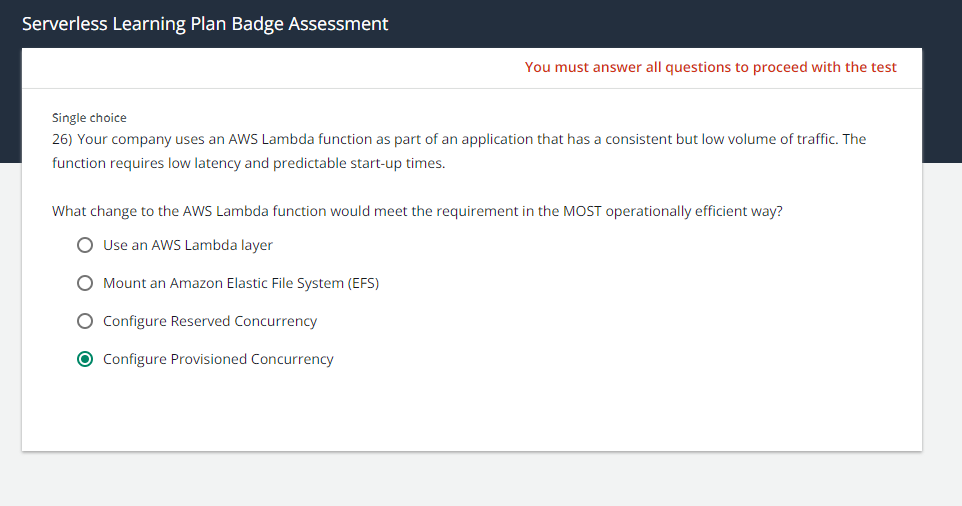 Serverless Learning Plan Badge Assessment
You must answer all questions to proceed with the test
Single choice
26) Your company uses an AWS Lambda function as part of an application that has a consistent but low volume of traffic. The
function requires low latency and predictable start-up times.
What change to the AWS Lambda function would meet the requirement in the MOST operationally efficient way?
Use an AWS Lambda layer
Mount an Amazon Elastic File System (EFS)
Configure Reserved Concurrency
Configure Provisioned Concurrency